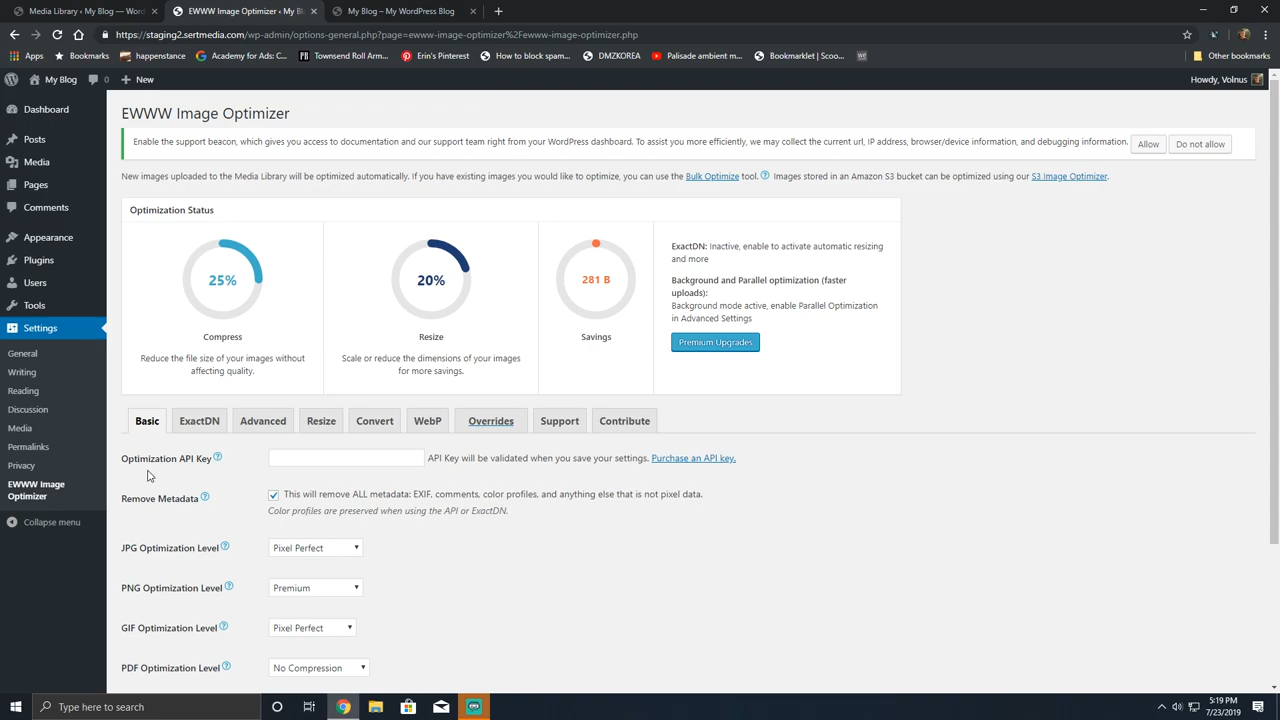 Media Library ‹ My Blog — Word
EWWW Image Optimizer ‹ My Blo
My Blog – My WordPress Blog
https://staging2.sertmedia.com/wp-admin/options-general.php?page=ewww-image-optimizer%2Fewww-image-optimizer.php
Apps
happenstance
Academy for Ads: C...
Townsend Roll Arm...
Erin's Pinterest
How to block spam...
DMZKOREA
Palisade ambient m...
Bookmarklet | Scoo...
Other bookmarks
My Blog
0
New
Howdy, Volnus
Dashboard
Posts
Media
Pages
Comments
Appearance
Plugins
Users
Tools
Settings
General
Writing
Reading
Discussion
Media
Permalinks
Privacy
EWWW Image
Optimizer
Collapse menu
EWWW Image Optimizer
Enable the support beacon, which gives you access to documentation and our support team right from your WordPress dashboard. To assist you more efficiently, we may collect the current url, IP address, browser/device information, and debugging information.
Allow
Do not allow
New images uploaded to the Media Library will be optimized automatically. If you have existing images you would like to optimize, you can use the Bulk Optimize tool. Images stored in an Amazon S3 bucket can be optimized using our S3 Image Optimizer.
Optimization Status
25%
Compress
Reduce the file size of your images without
affecting quality.
20%
Resize
Scale or reduce the dimensions of your images
for more savings.
281 B
Savings
ExactDN: Inactive, enable to activate automatic resizing
and more
Background and Parallel optimization (faster
uploads):
Background mode active, enable Parallel Optimization
in Advanced Settings
Premium Upgrades
Basic
ExactDN
Advanced
Resize
Convert
WebP
Overrides
Support
Contribute
Optimization API Key
API Key will be validated when you save your settings. Purchase an API key.
Remove Metadata
This will remove ALL metadata: EXIF, comments, color profiles, and anything else that is not pixel data.
Color profiles are preserved when using the API or ExactDN.
JPG Optimization Level
Pixel Perfect
PNG Optimization Level
Premium
GIF Optimization Level
Pixel Perfect
PDF Optimization Level
No Compression
Type here to search
5:19 PM
7/23/2019